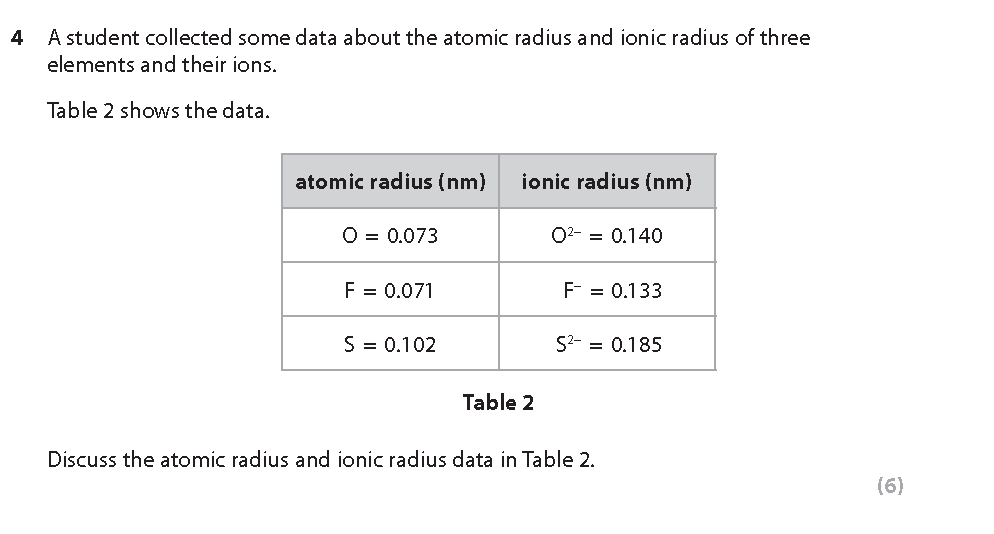 4 A student collected some data about the atomic radius and ionic radius of three
elements and their ions.
Table 2 shows the data.
atomic radius (nm) ionic radius (nm)
O = 0.073 O²⁻ = 0.140
F = 0.071 F⁻ = 0.133
S = 0.102 S²⁻ = 0.185
Table 2
Discuss the atomic radius and ionic radius data in Table 2.
(6)